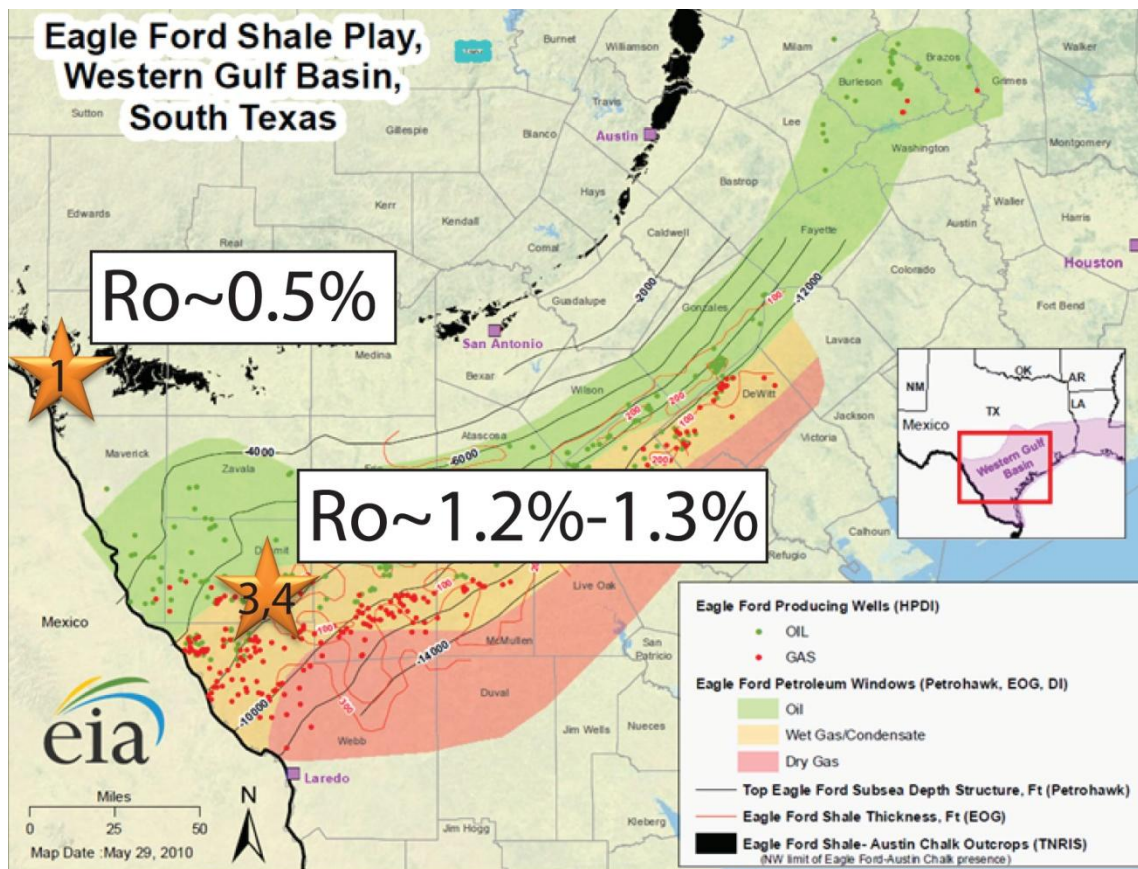 Eagle Ford Shale Play,
Western Gulf Basin,
South Texas
Burnet
Williamson
Milam
Brazos
Walker
Burleson
Grimes
Sutton
Gillespie
Travis
Blanco
Austin
Lee
Washington
Montgomery
Hays
Bastrop
Edwards
Kerr
Kendall
Real
Comal
Caldwell
Fayette
Austin
Waller
Harris
Houston
Ro~0.5%
-2000
-12000
100
Colorado
Guadalupe
Gonzales
Fort Bend
1
San Antonio
Medina
Bexar
Lavaca
Wilson
200
200
100
DeWitt
Jackson
Maverick
Zavala
-4000
Atascosa
-6000
200
Victoria
NM
OK
AR
TX
LA
Mexico
Western Gulf
Basin
Ro~1.2%-1.3%
Calhoun
Refugio
3,4
100
100
Live Oak
Mexico
McMullen
-14000
San
Patricio
Duval
300
-10000
Webb
Jim Wells
Nueces
Laredo
Jim Hogg
Kleberg
eia
Miles
0 25 50
N
Map Date :May 29, 2010
Eagle Ford Producing Wells (HPDI)
OIL
GAS
Eagle Ford Petroleum Windows (Petrohawk, EOG, DI)
Oil
Wet Gas/Condensate
Dry Gas
Top Eagle Ford Subsea Depth Structure, Ft (Petrohawk)
Eagle Ford Shale Thickness, Ft (EOG)
Eagle Ford Shale- Austin Chalk Outcrops (TNRIS)
(NW limit of Eagle Ford-Austin Chalk presence)